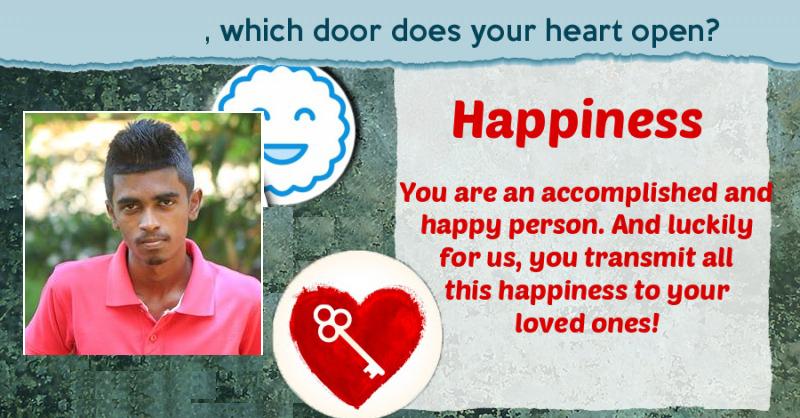 , which door does your heart open?
Happiness
You are an accomplished and
happy person. And luckily
for us, you transmit all
this happiness to your
loved ones!